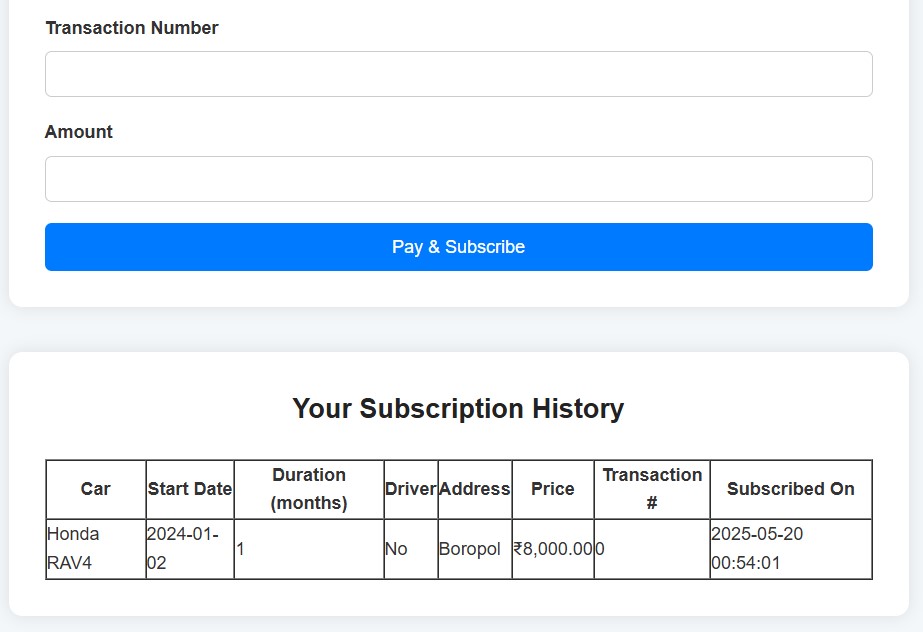 Transaction Number
Amount
Pay & Subscribe
Your Subscription History
Car Start Date Duration (months) Driver Address Price Transaction # Subscribed On
Honda RAV4 2024-01-02 1 No Boropol ₹8,000.00 0 2025-05-20 00:54:01